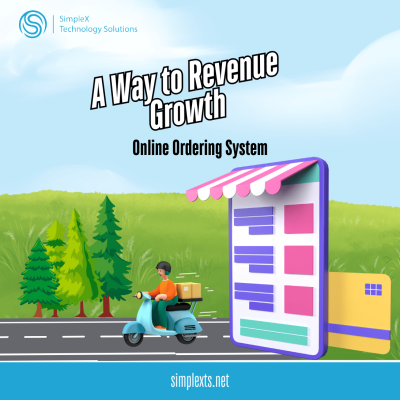 SimpleX
Technology Solutions
A Way to Revenue
Growth
Online Ordering System
simplexts.net